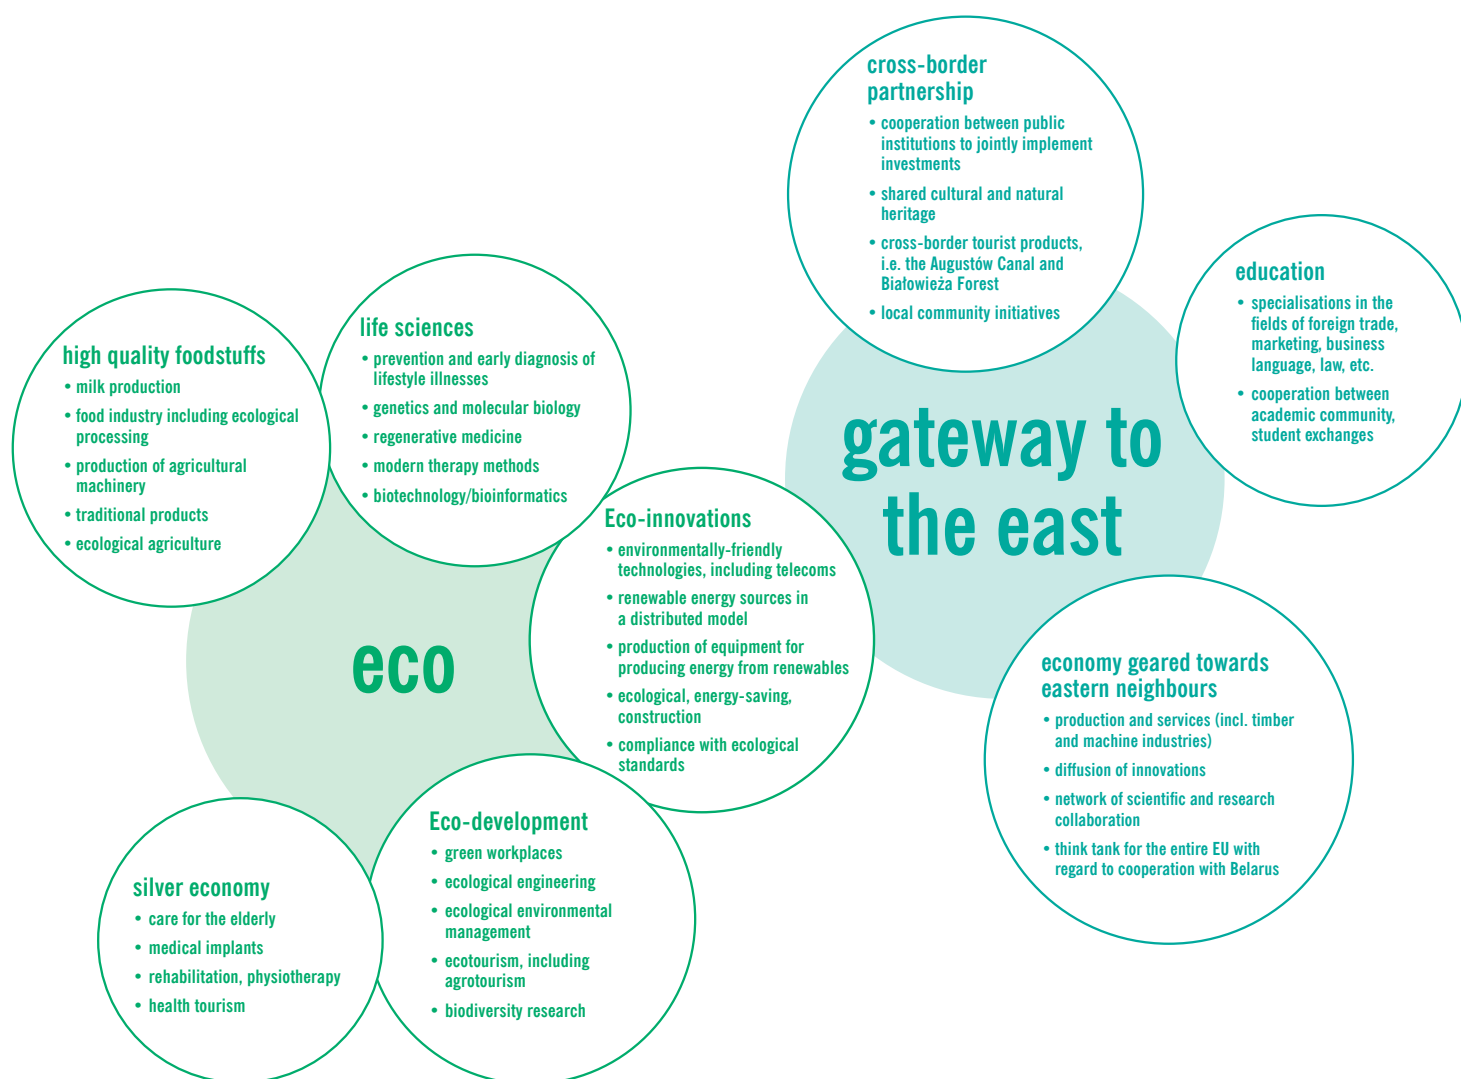 cross-border
partnership
• cooperation between public
institutions to jointly implement
investments
• shared cultural and natural
heritage
• cross-border tourist products,
i.e. the Augustów Canal and
Białowieża Forest
• local community initiatives
education
• specialisations in the
fields of foreign trade,
marketing, business
language, law, etc.
• cooperation between
academic community,
student exchanges
gateway to
the east
economy geared towards
eastern neighbours
• production and services (incl. timber
and machine industries)
• diffusion of innovations
• network of scientific and research
collaboration
• think tank for the entire EU with
regard to cooperation with Belarus
high quality foodstuffs
• milk production
• food industry including ecological
processing
• production of agricultural
machinery
• traditional products
• ecological agriculture
life sciences
• prevention and early diagnosis of
lifestyle illnesses
• genetics and molecular biology
• regenerative medicine
• modern therapy methods
• biotechnology/bioinformatics
Eco-innovations
• environmentally-friendly
technologies, including telecoms
• renewable energy sources in
a distributed model
• production of equipment for
producing energy from renewables
• ecological, energy-saving,
construction
• compliance with ecological
standards
eco
Eco-development
• green workplaces
• ecological engineering
• ecological environmental
management
• ecotourism, including
agrotourism
• biodiversity research
silver economy
• care for the elderly
• medical implants
• rehabilitation, physiotherapy
• health tourism